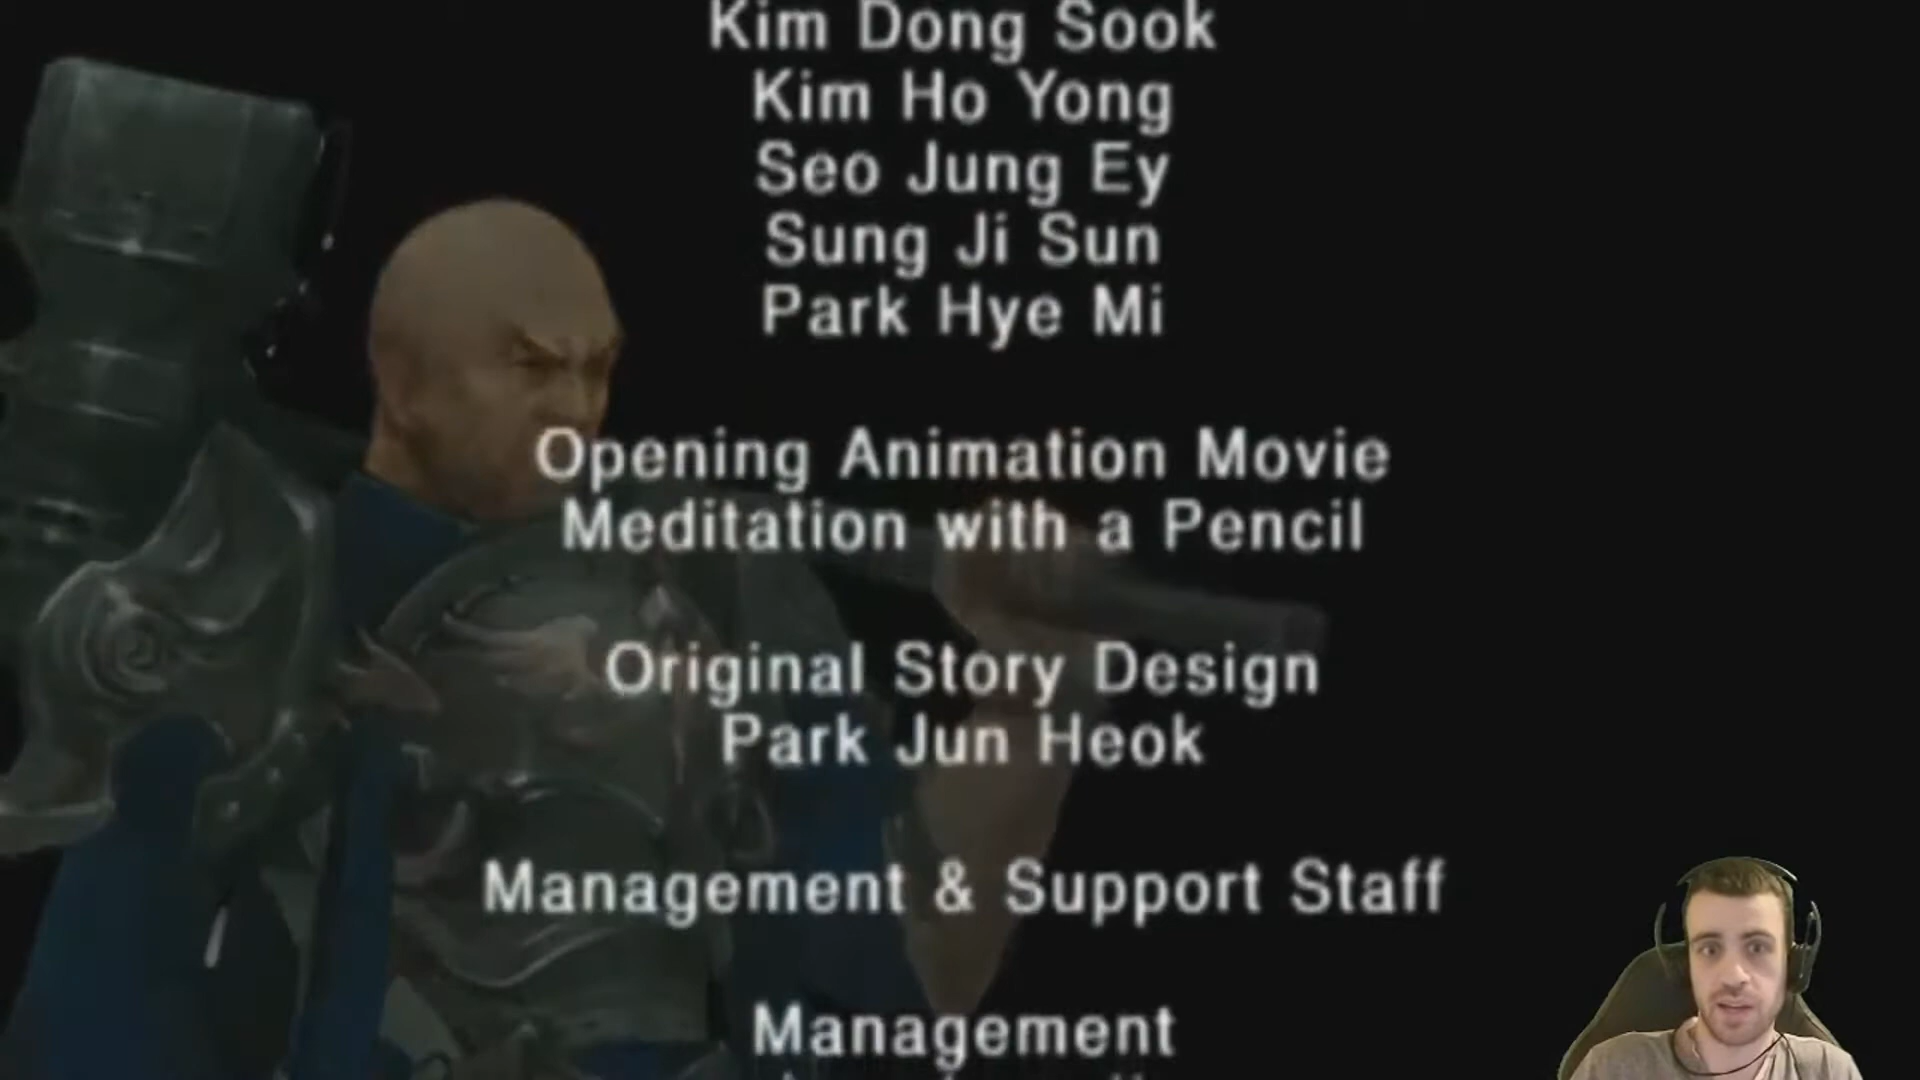 Kim Dong Sook
Kim Ho Yong
Seo Jung Ey
Sung Ji Sun
Park Hye Mi
Opening Animation Movie
Meditation with a Pencil
Original Story Design
Park Jun Heok
Management & Support Staff
Management